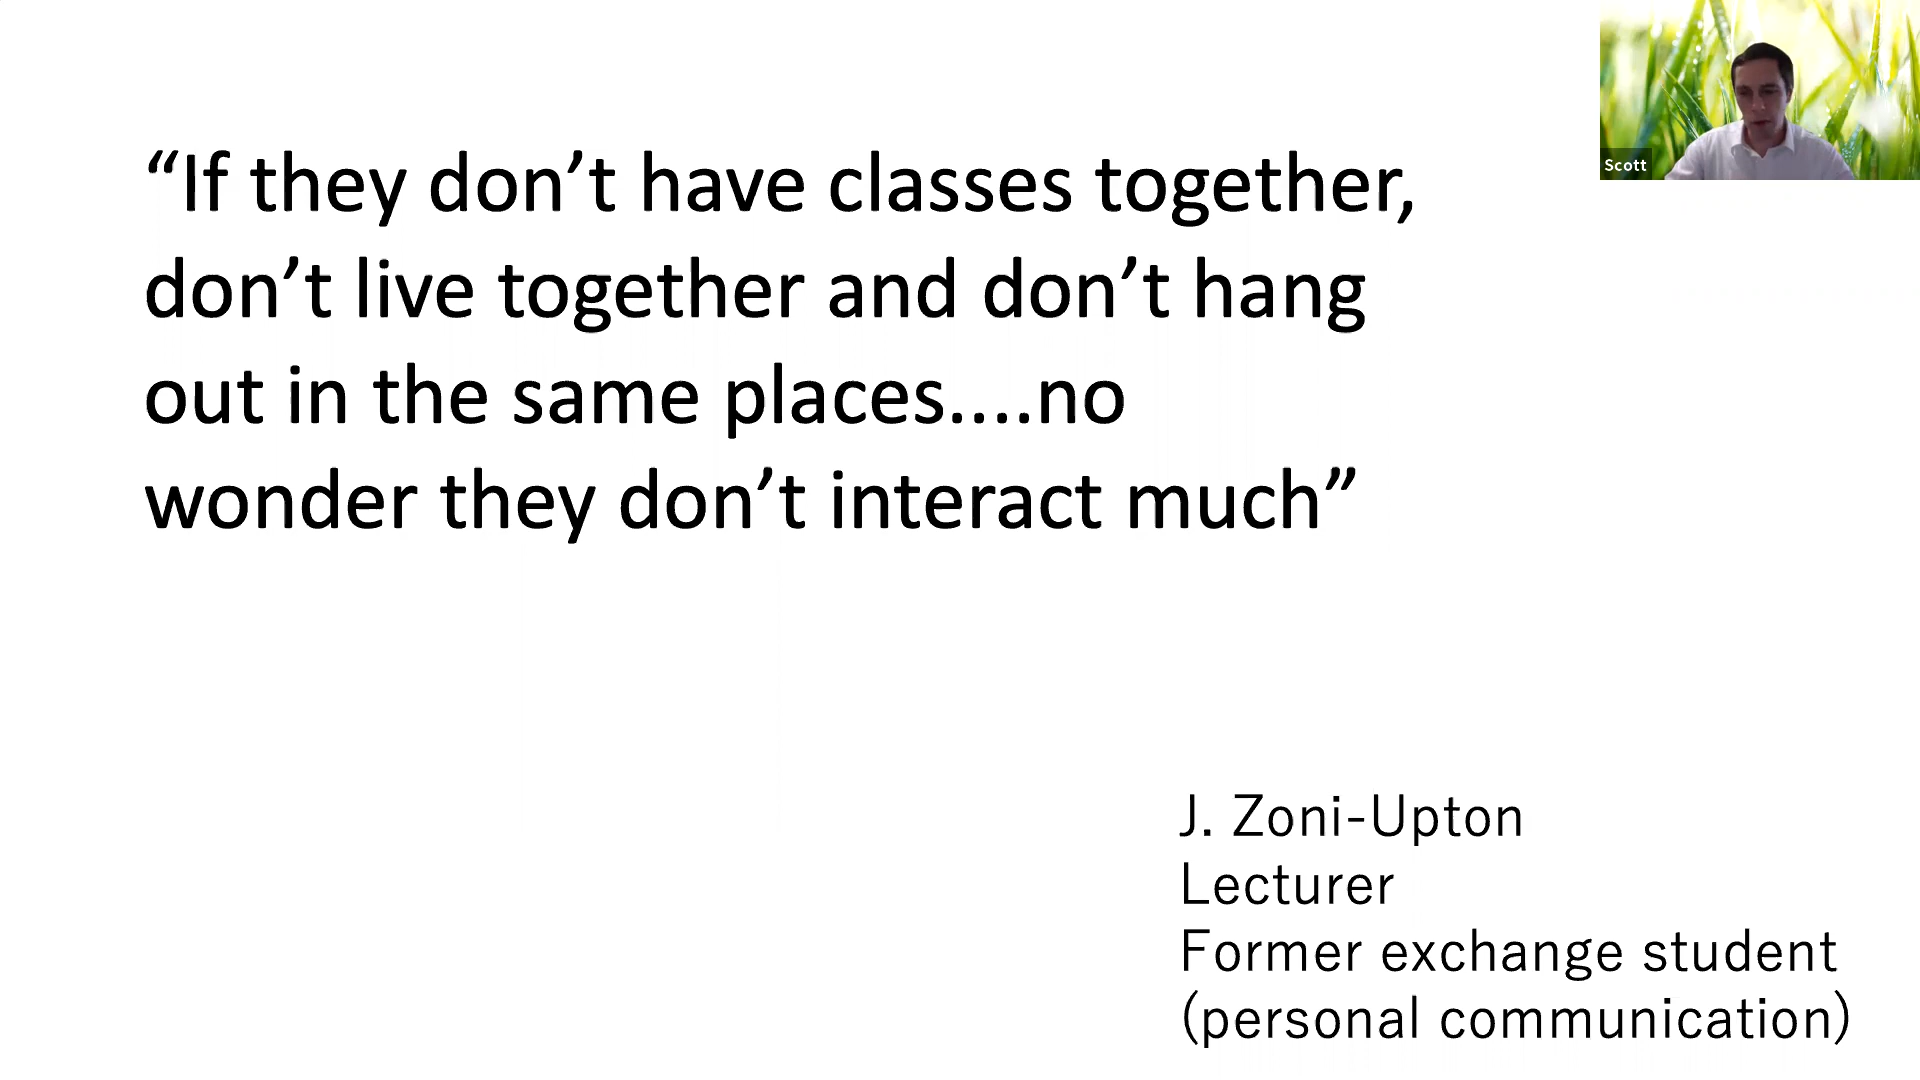 “If they don’t have classes together,
don’t live together and don’t hang
out in the same places....no
wonder they don’t interact much”
J. Zoni-Upton
Lecturer
Former exchange student
(personal communication)
Scott